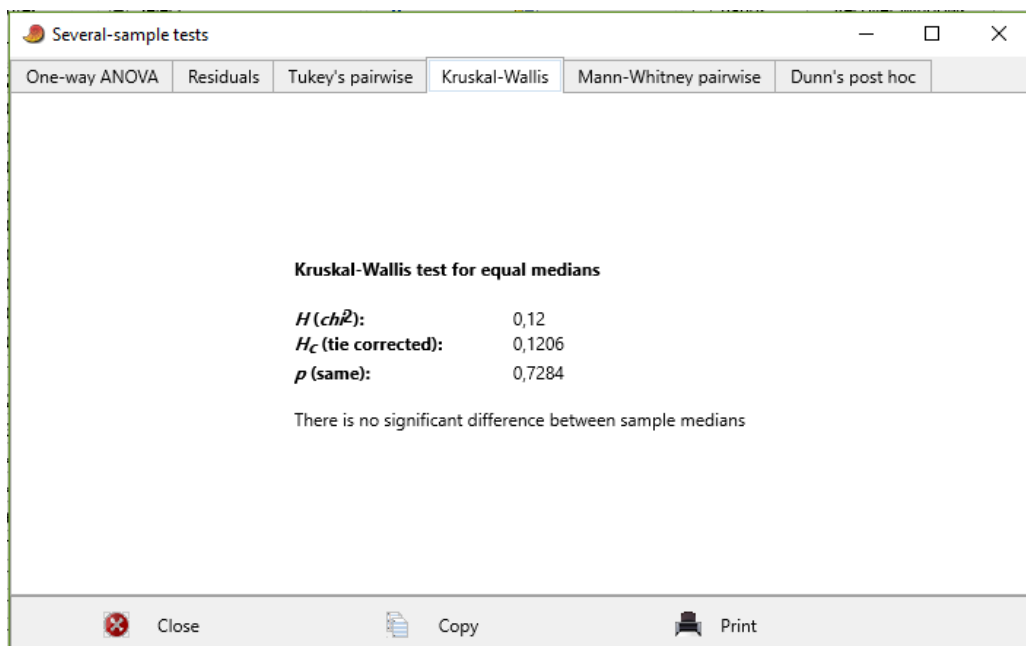 Several-sample tests
One-way ANOVA Residuals Tukey's pairwise Kruskal-Wallis Mann-Whitney pairwise Dunn's post hoc
Kruskal-Wallis test for equal medians
H (chi²): 0,12
Hc (tie corrected): 0,1206
p (same): 0,7284
There is no significant difference between sample medians
Close Copy Print